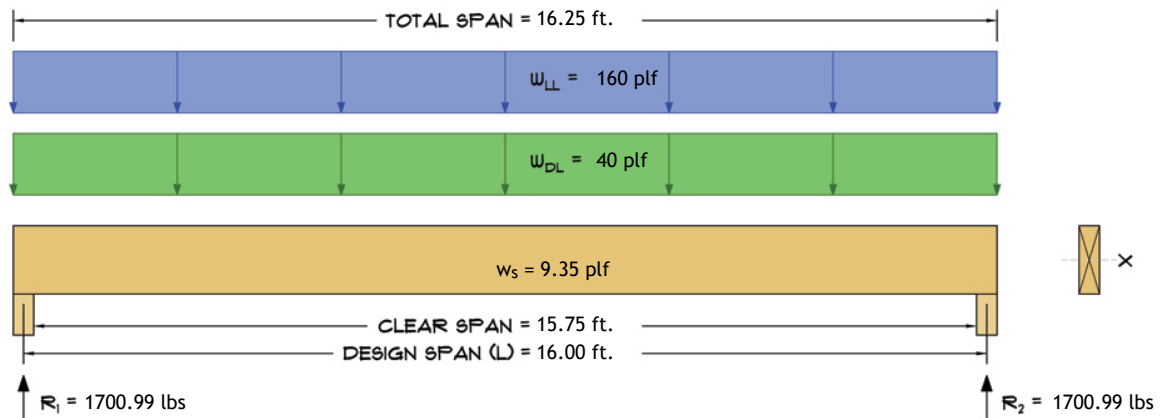 TOTAL SPAN = 16.25 ft.
wLL = 160 plf
wDL = 40 plf
ws = 9.35 plf
X
CLEAR SPAN = 15.75 ft.
DESIGN SPAN (L) = 16.00 ft.
R1 = 1700.99 lbs
R2 = 1700.99 lbs